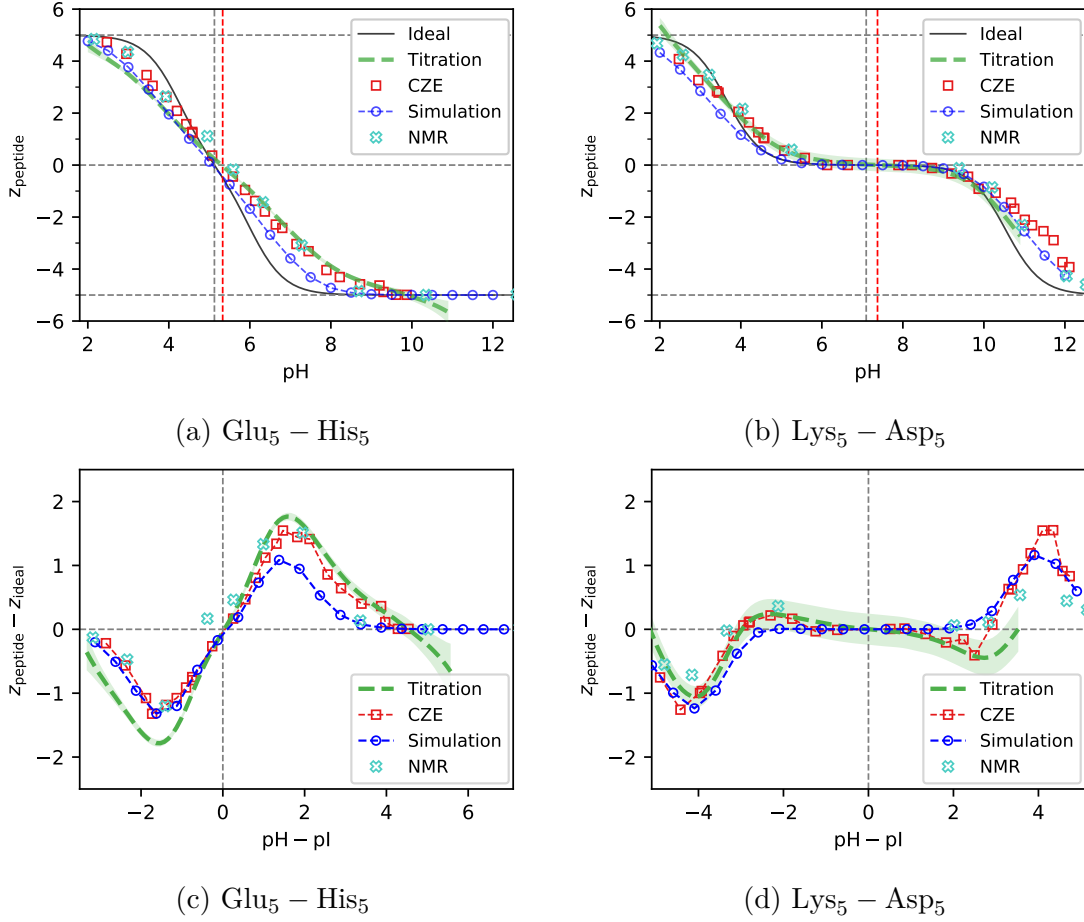 6
4
2
0
−2
−4
−6
z_peptide
2
4
6
8
10
12
pH
Ideal
Titration
CZE
Simulation
NMR
(a) Glu₅ − His₅
6
4
2
0
−2
−4
−6
z_peptide
2
4
6
8
10
12
pH
Ideal
Titration
CZE
Simulation
NMR
(b) Lys₅ − Asp₅
2
1
0
−1
−2
z_peptide − z_ideal
−2
0
2
4
6
pH − pI
Titration
CZE
Simulation
NMR
(c) Glu₅ − His₅
2
1
0
−1
−2
z_peptide − z_ideal
−4
−2
0
2
4
pH − pI
Titration
CZE
Simulation
NMR
(d) Lys₅ − Asp₅